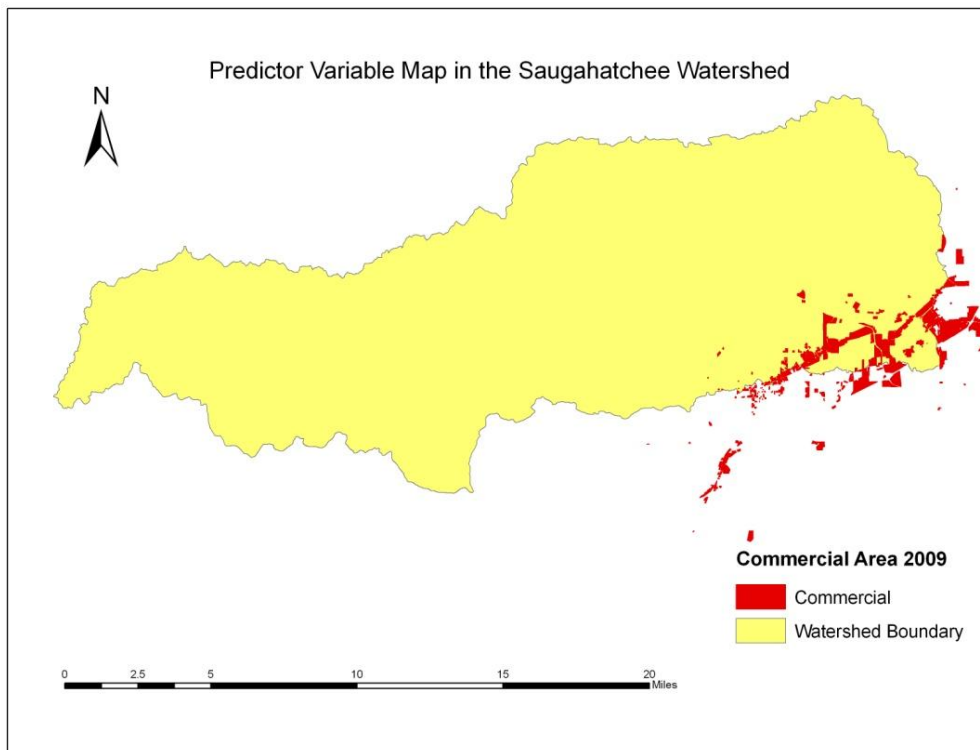 Predictor Variable Map in the Saugahatchee Watershed
N
Commercial Area 2009
Commercial
Watershed Boundary
0 2.5 5 10 15 20
Miles